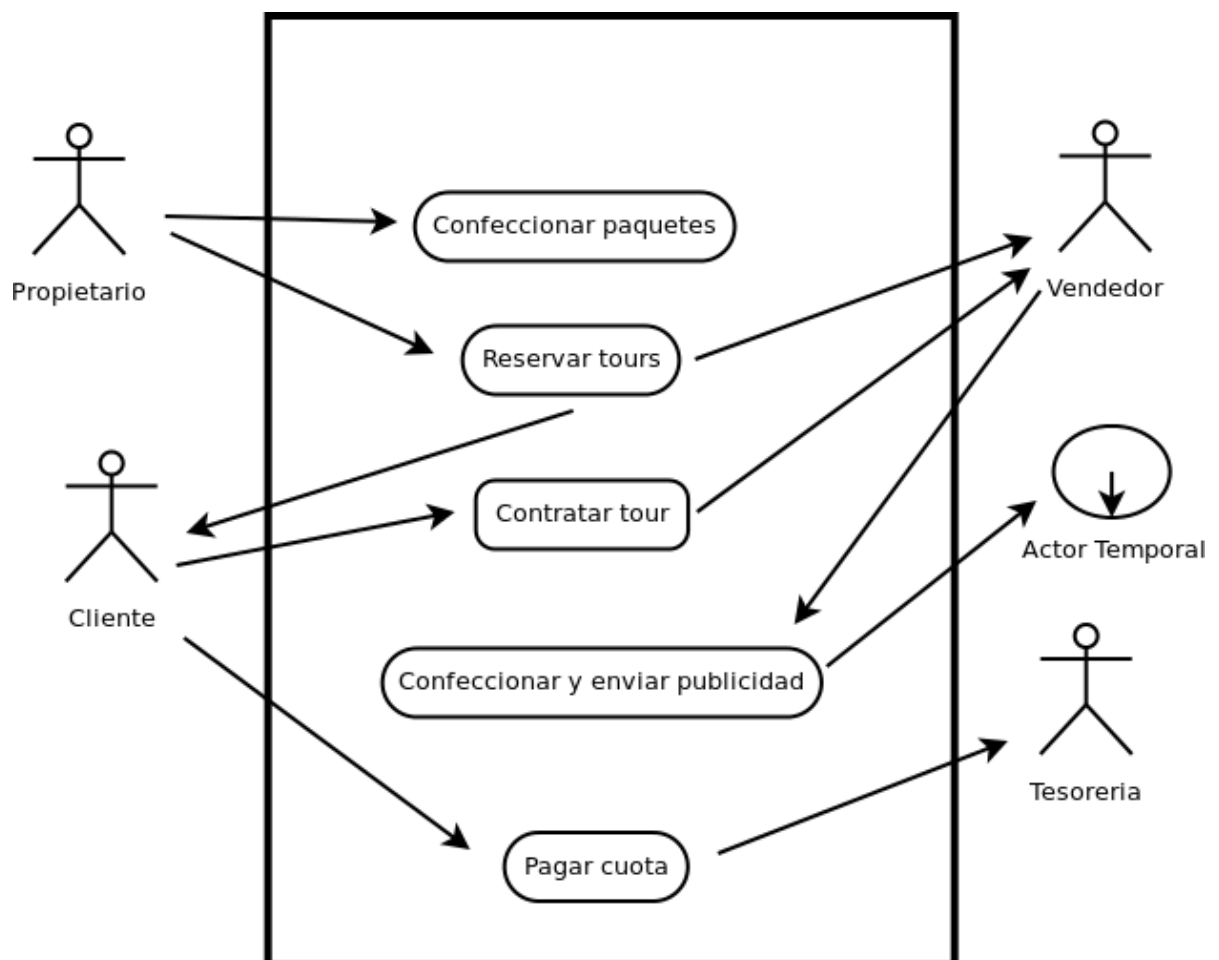 Confeccionar paquetes
Propietario
Vendedor
Reservar tours
Contratar tour
Actor Temporal
Cliente
Confeccionar y enviar publicidad
Tesoreria
Pagar cuota